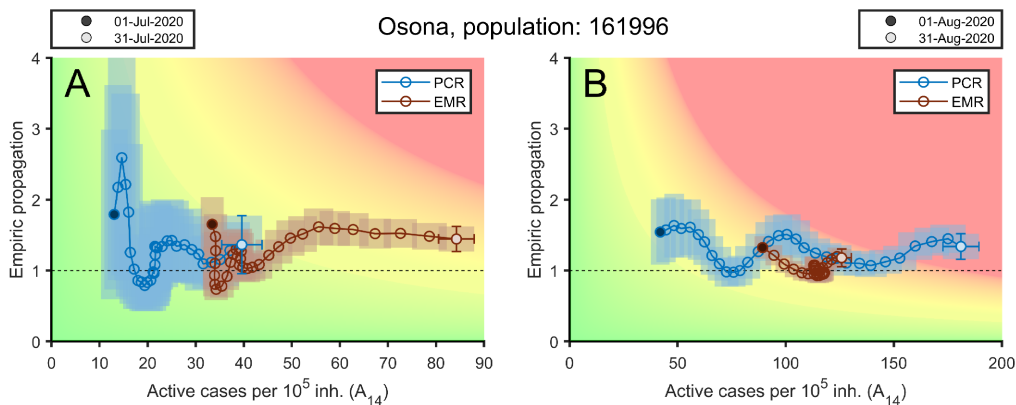 01-Jul-2020
31-Jul-2020
Osona, population: 161996
01-Aug-2020
31-Aug-2020
A
PCR
EMR
Empiric propagation
4
3
2
1
0
0 10 20 30 40 50 60 70 80 90
Active cases per 10⁵ inh. (A₁₄)
B
PCR
EMR
Empiric propagation
4
3
2
1
0
0 50 100 150 200
Active cases per 10⁵ inh. (A₁₄)